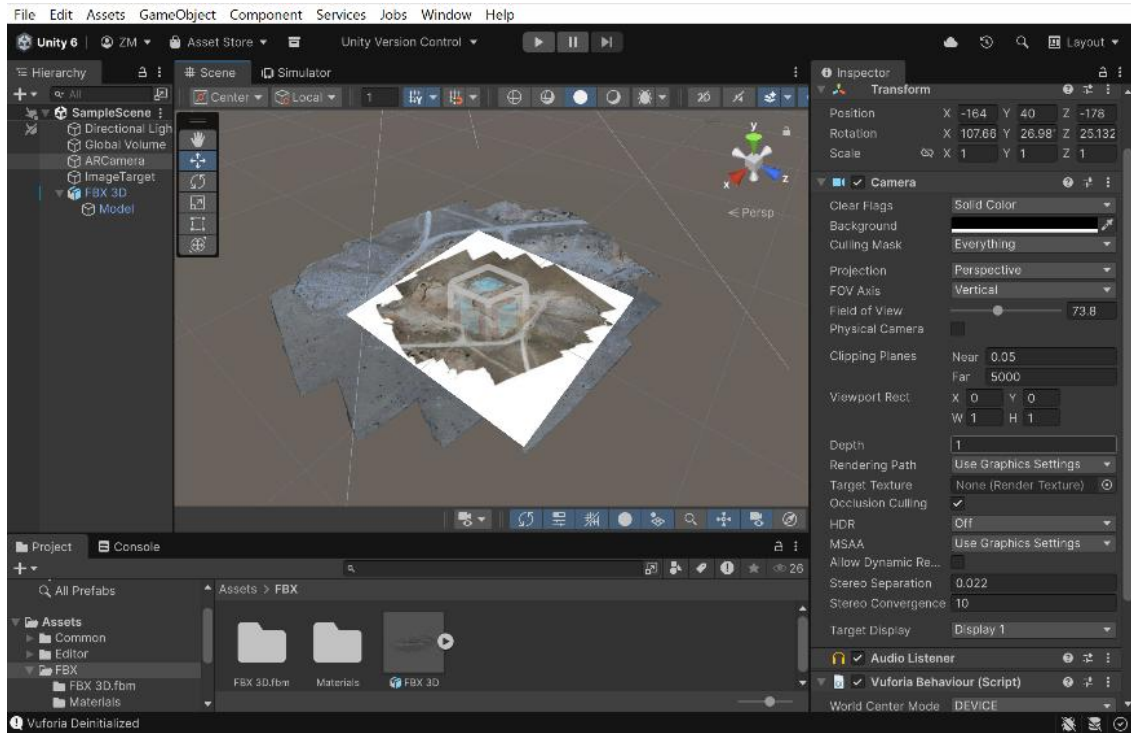 File Edit Assets GameObject Component Services Jobs Window Help
Unity 6 ZM Asset Store Unity Version Control Layout
Hierarchy
All
SampleScene
Directional Ligh
Global Volume
ARCamera
ImageTarget
FBX 3D
Model
Scene Simulator
Center Local 1 2D
y
x
z
Persp
Inspector
Transform
Position X -164 Y 40 Z -178
Rotation X 107.66 Y 26.98 Z 25.132
Scale X 1 Y 1 Z 1
Camera
Clear Flags Solid Color
Background
Culling Mask Everything
Projection Perspective
FOV Axis Vertical
Field of View 73.8
Physical Camera
Clipping Planes Near 0.05
Far 5000
Viewport Rect X 0 Y 0
W 1 H 1
Depth 1
Rendering Path Use Graphics Settings
Target Texture None (Render Texture)
Occlusion Culling
HDR Off
MSAA Use Graphics Settings
Allow Dynamic Re...
Stereo Separation 0.022
Stereo Convergence 10
Target Display Display 1
Audio Listener
Vuforia Behaviour (Script)
World Center Mode DEVICE
Project Console
26
All Prefabs
Assets
Common
Editor
FBX
FBX 3D.fbm
Materials
Assets > FBX
FBX 3D.fbm Materials FBX 3D
Vuforia Deinitialized